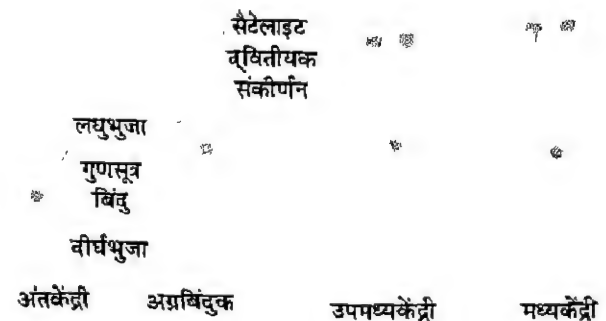 सैटेलाइट
द्वितीयक
संकीर्णन
लघुभुजा
गुणसूत्र
बिंदु
दीर्घभुजा
अंतकेंद्री अग्रबिंदुक उपमध्यकेंद्री मध्यकेंद्री